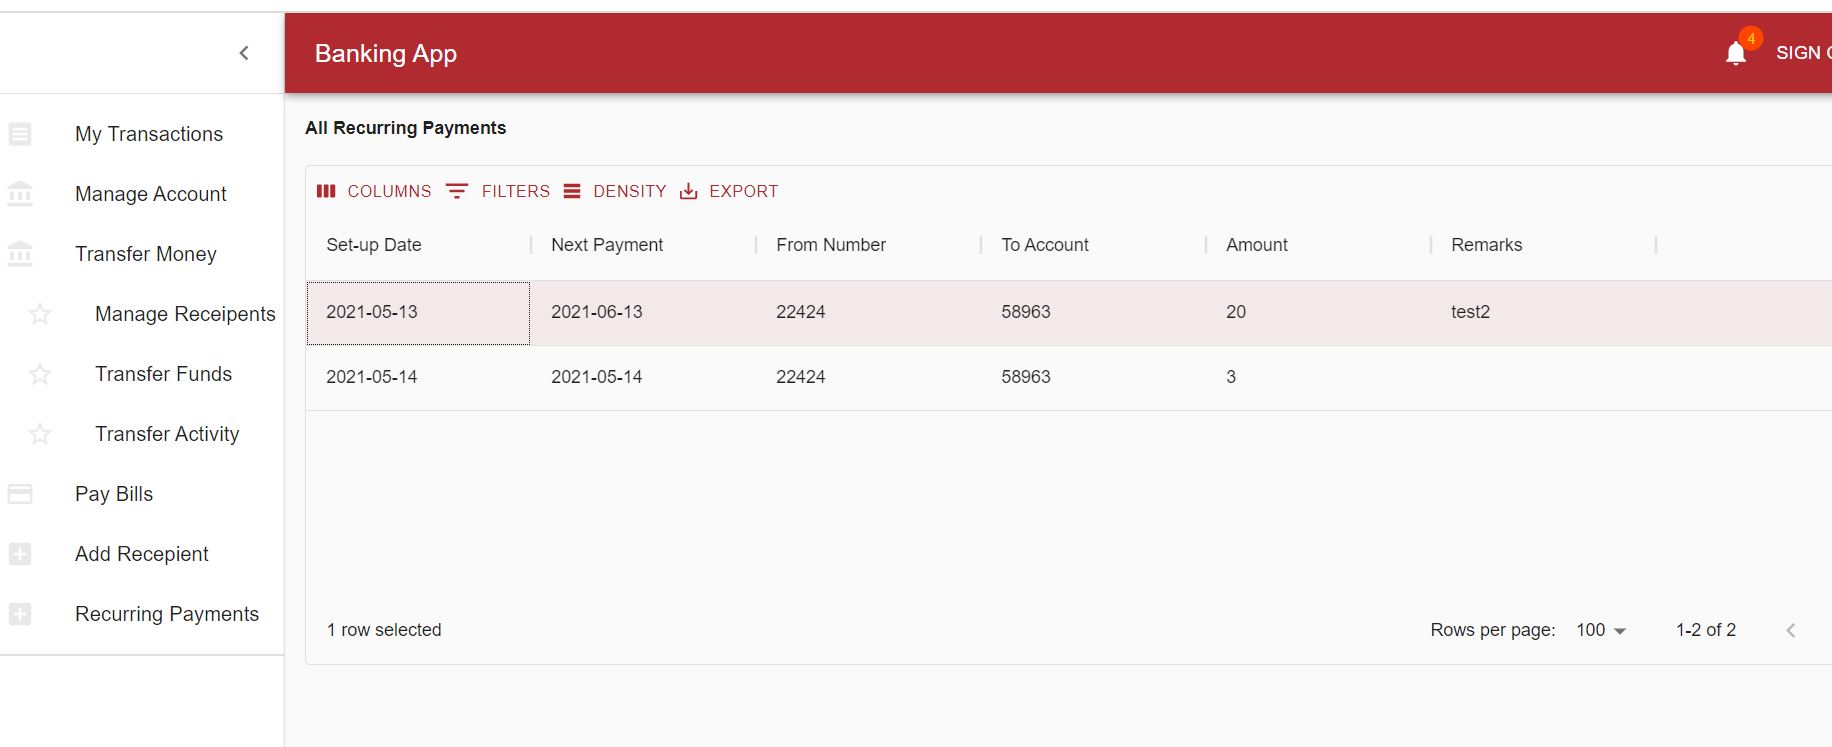 Banking App
4
SIGN
My Transactions
Manage Account
Transfer Money
Manage Receipents
Transfer Funds
Transfer Activity
Pay Bills
Add Recepient
Recurring Payments
All Recurring Payments
COLUMNS FILTERS DENSITY EXPORT
Set-up Date Next Payment From Number To Account Amount Remarks
2021-05-13 2021-06-13 22424 58963 20 test2
2021-05-14 2021-05-14 22424 58963 3
1 row selected Rows per page: 100 1-2 of 2